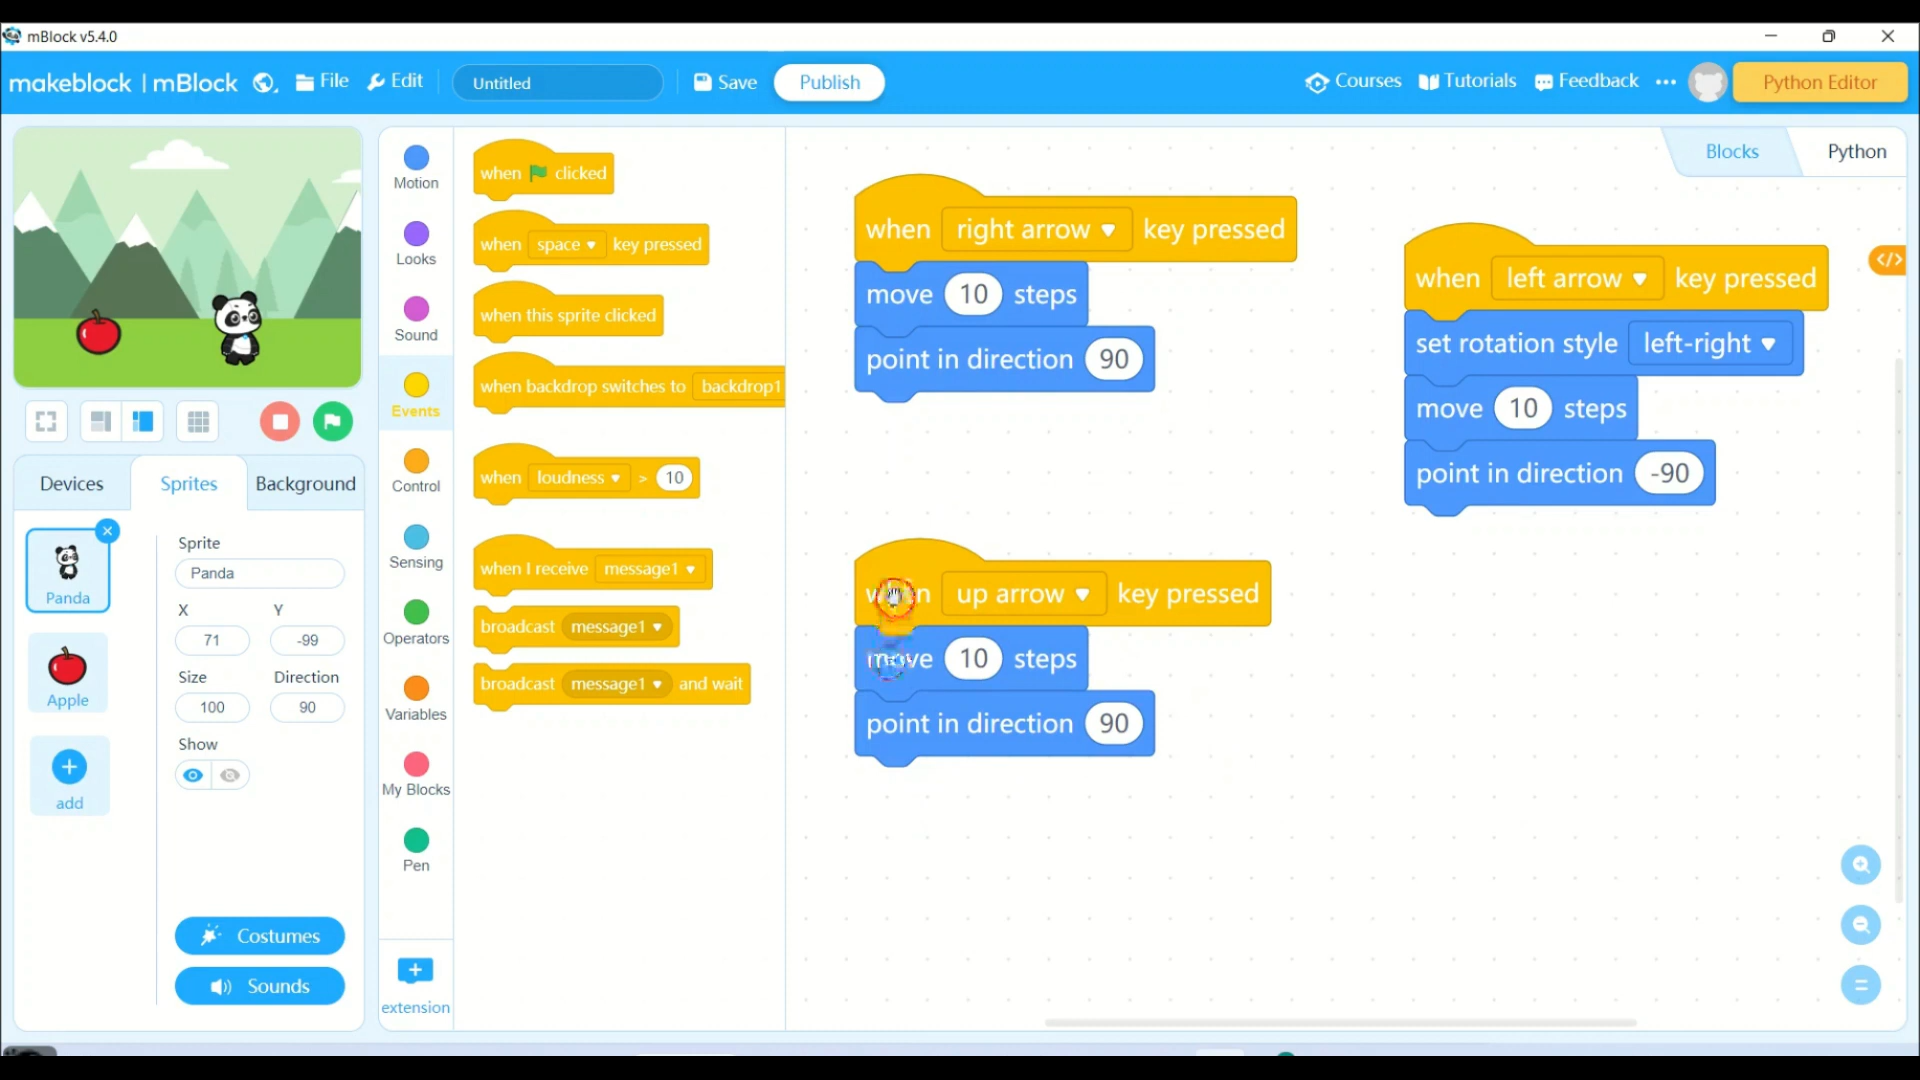 mBlock v5.4.0
makeblock | mBlock
File
Edit
Untitled
Save
Publish
Courses
Tutorials
Feedback
Python Editor
Devices
Sprites
Background
Panda
Apple
add
Sprite
Panda
X
Y
71
-99
Size
Direction
100
90
Show
Costumes
Sounds
Motion
Looks
Sound
Events
Control
Sensing
Operators
Variables
My Blocks
Pen
extension
when clicked
when space key pressed
when this sprite clicked
when backdrop switches to backdrop1
when loudness > 10
when I receive message1
broadcast message1
broadcast message1 and wait
Blocks
Python
when right arrow key pressed
move 10 steps
point in direction 90
when left arrow key pressed
set rotation style left-right
move 10 steps
point in direction -90
when up arrow key pressed
move 10 steps
point in direction 90